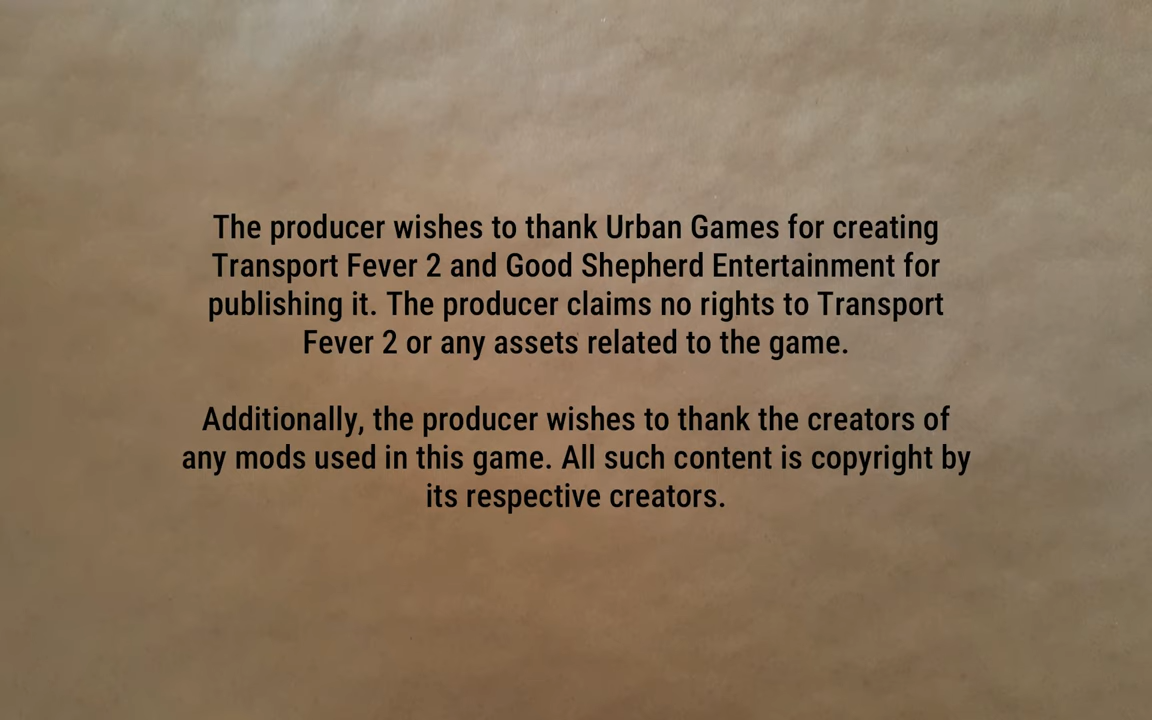 The producer wishes to thank Urban Games for creating
Transport Fever 2 and Good Shepherd Entertainment for
publishing it. The producer claims no rights to Transport
Fever 2 or any assets related to the game.
Additionally, the producer wishes to thank the creators of
any mods used in this game. All such content is copyright by
its respective creators.